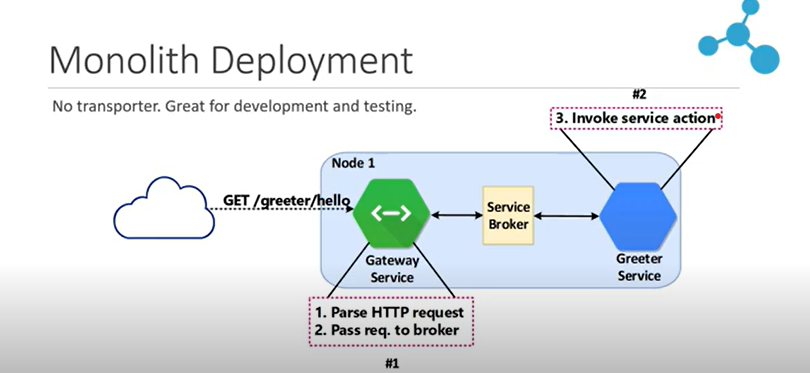 Monolith Deployment
No transporter. Great for development and testing.
#2
3. Invoke service action
Node 1
GET /greeter/hello
Service
Broker
Gateway
Service
Greeter
Service
1. Parse HTTP request
2. Pass req. to broker
#1